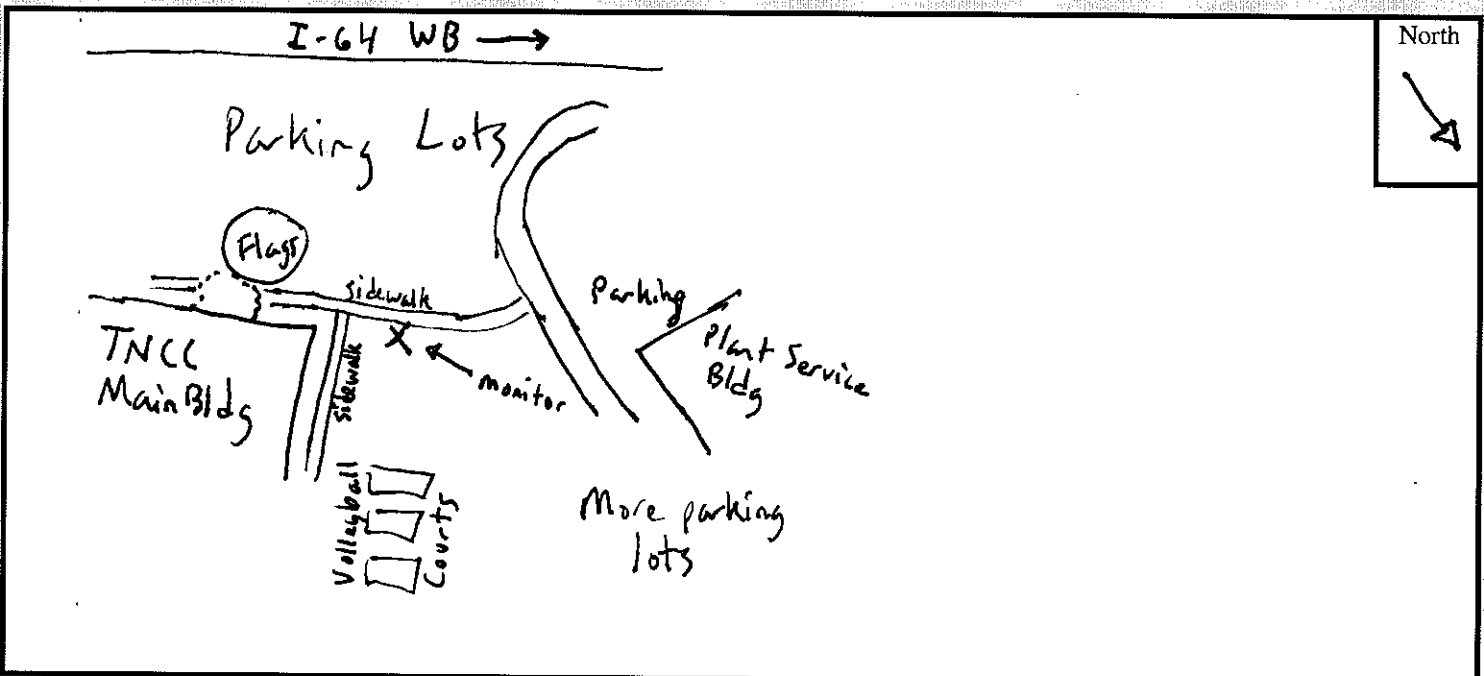 I-64 WB
North
Parking Lots
Flags
sidewalk
Parking
TNCC
Main Bldg
sidewalk
monitor
Plant Service
Bldg
Volleyball
Courts
More parking
lots